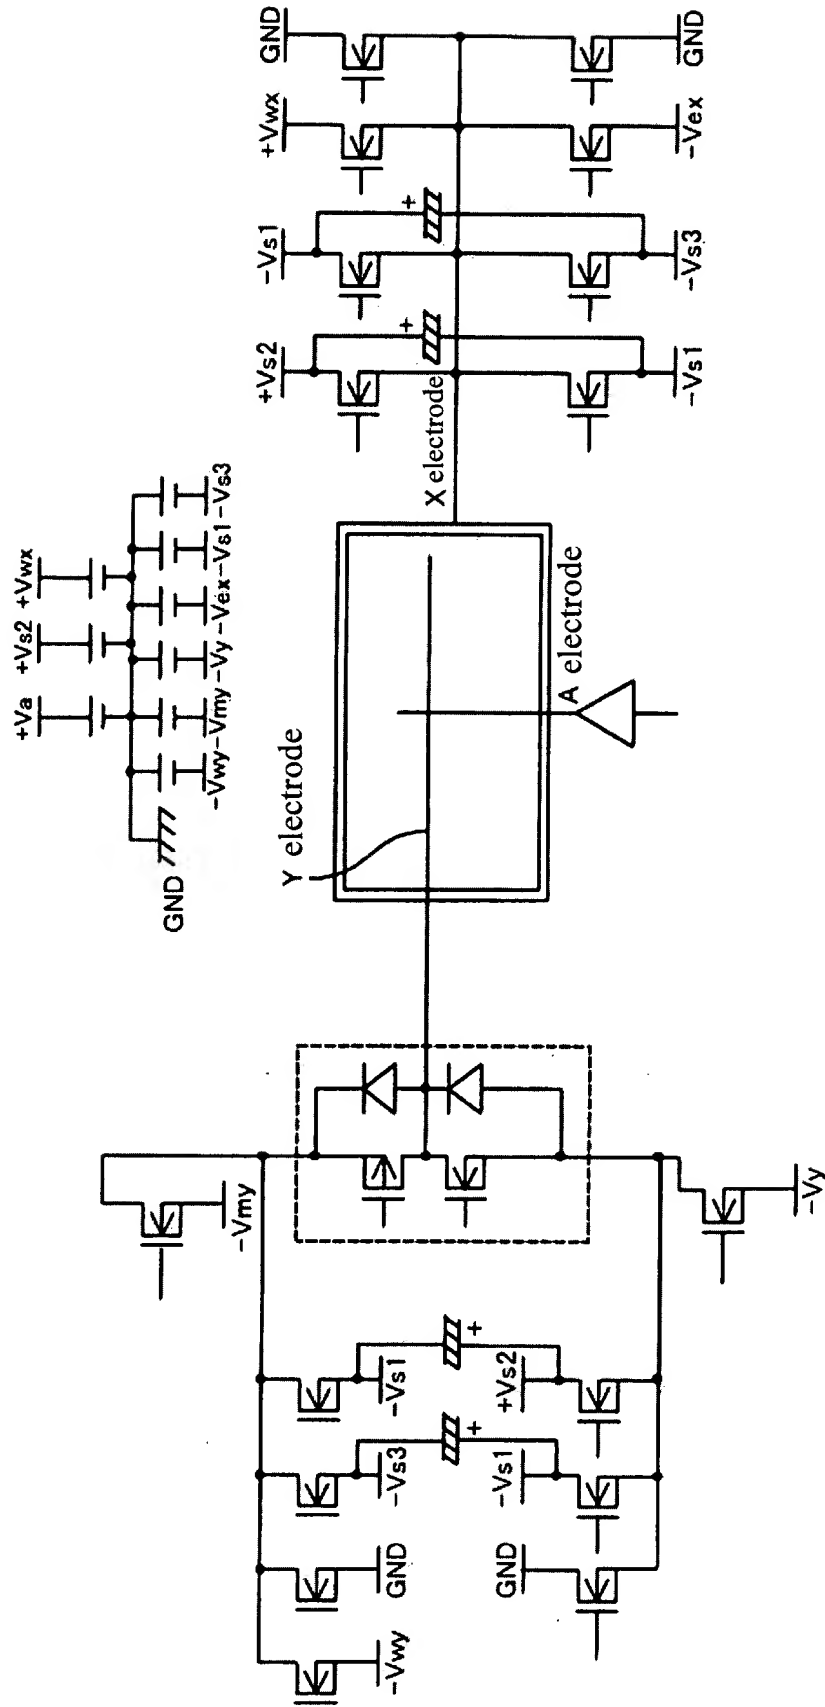 GND
+Vwx
-Vs1
+Vs2
+
+
GND
-Vex
-Vs3
-Vs1
X electrode
+Va
+Vs2
+Vwx
GND
-Vwy
-Vmy
-Vy
-Vex
-Vs1
-Vs3
Y electrode
A electrode
-Vmy
-Vy
-Vs1
+
+Vs2
-Vs3
+
-Vs1
GND
GND
-Vwy